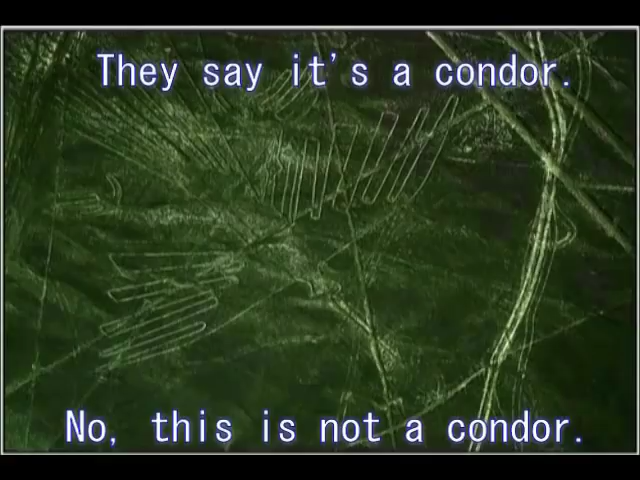 They say it's a condor.
No, this is not a condor.